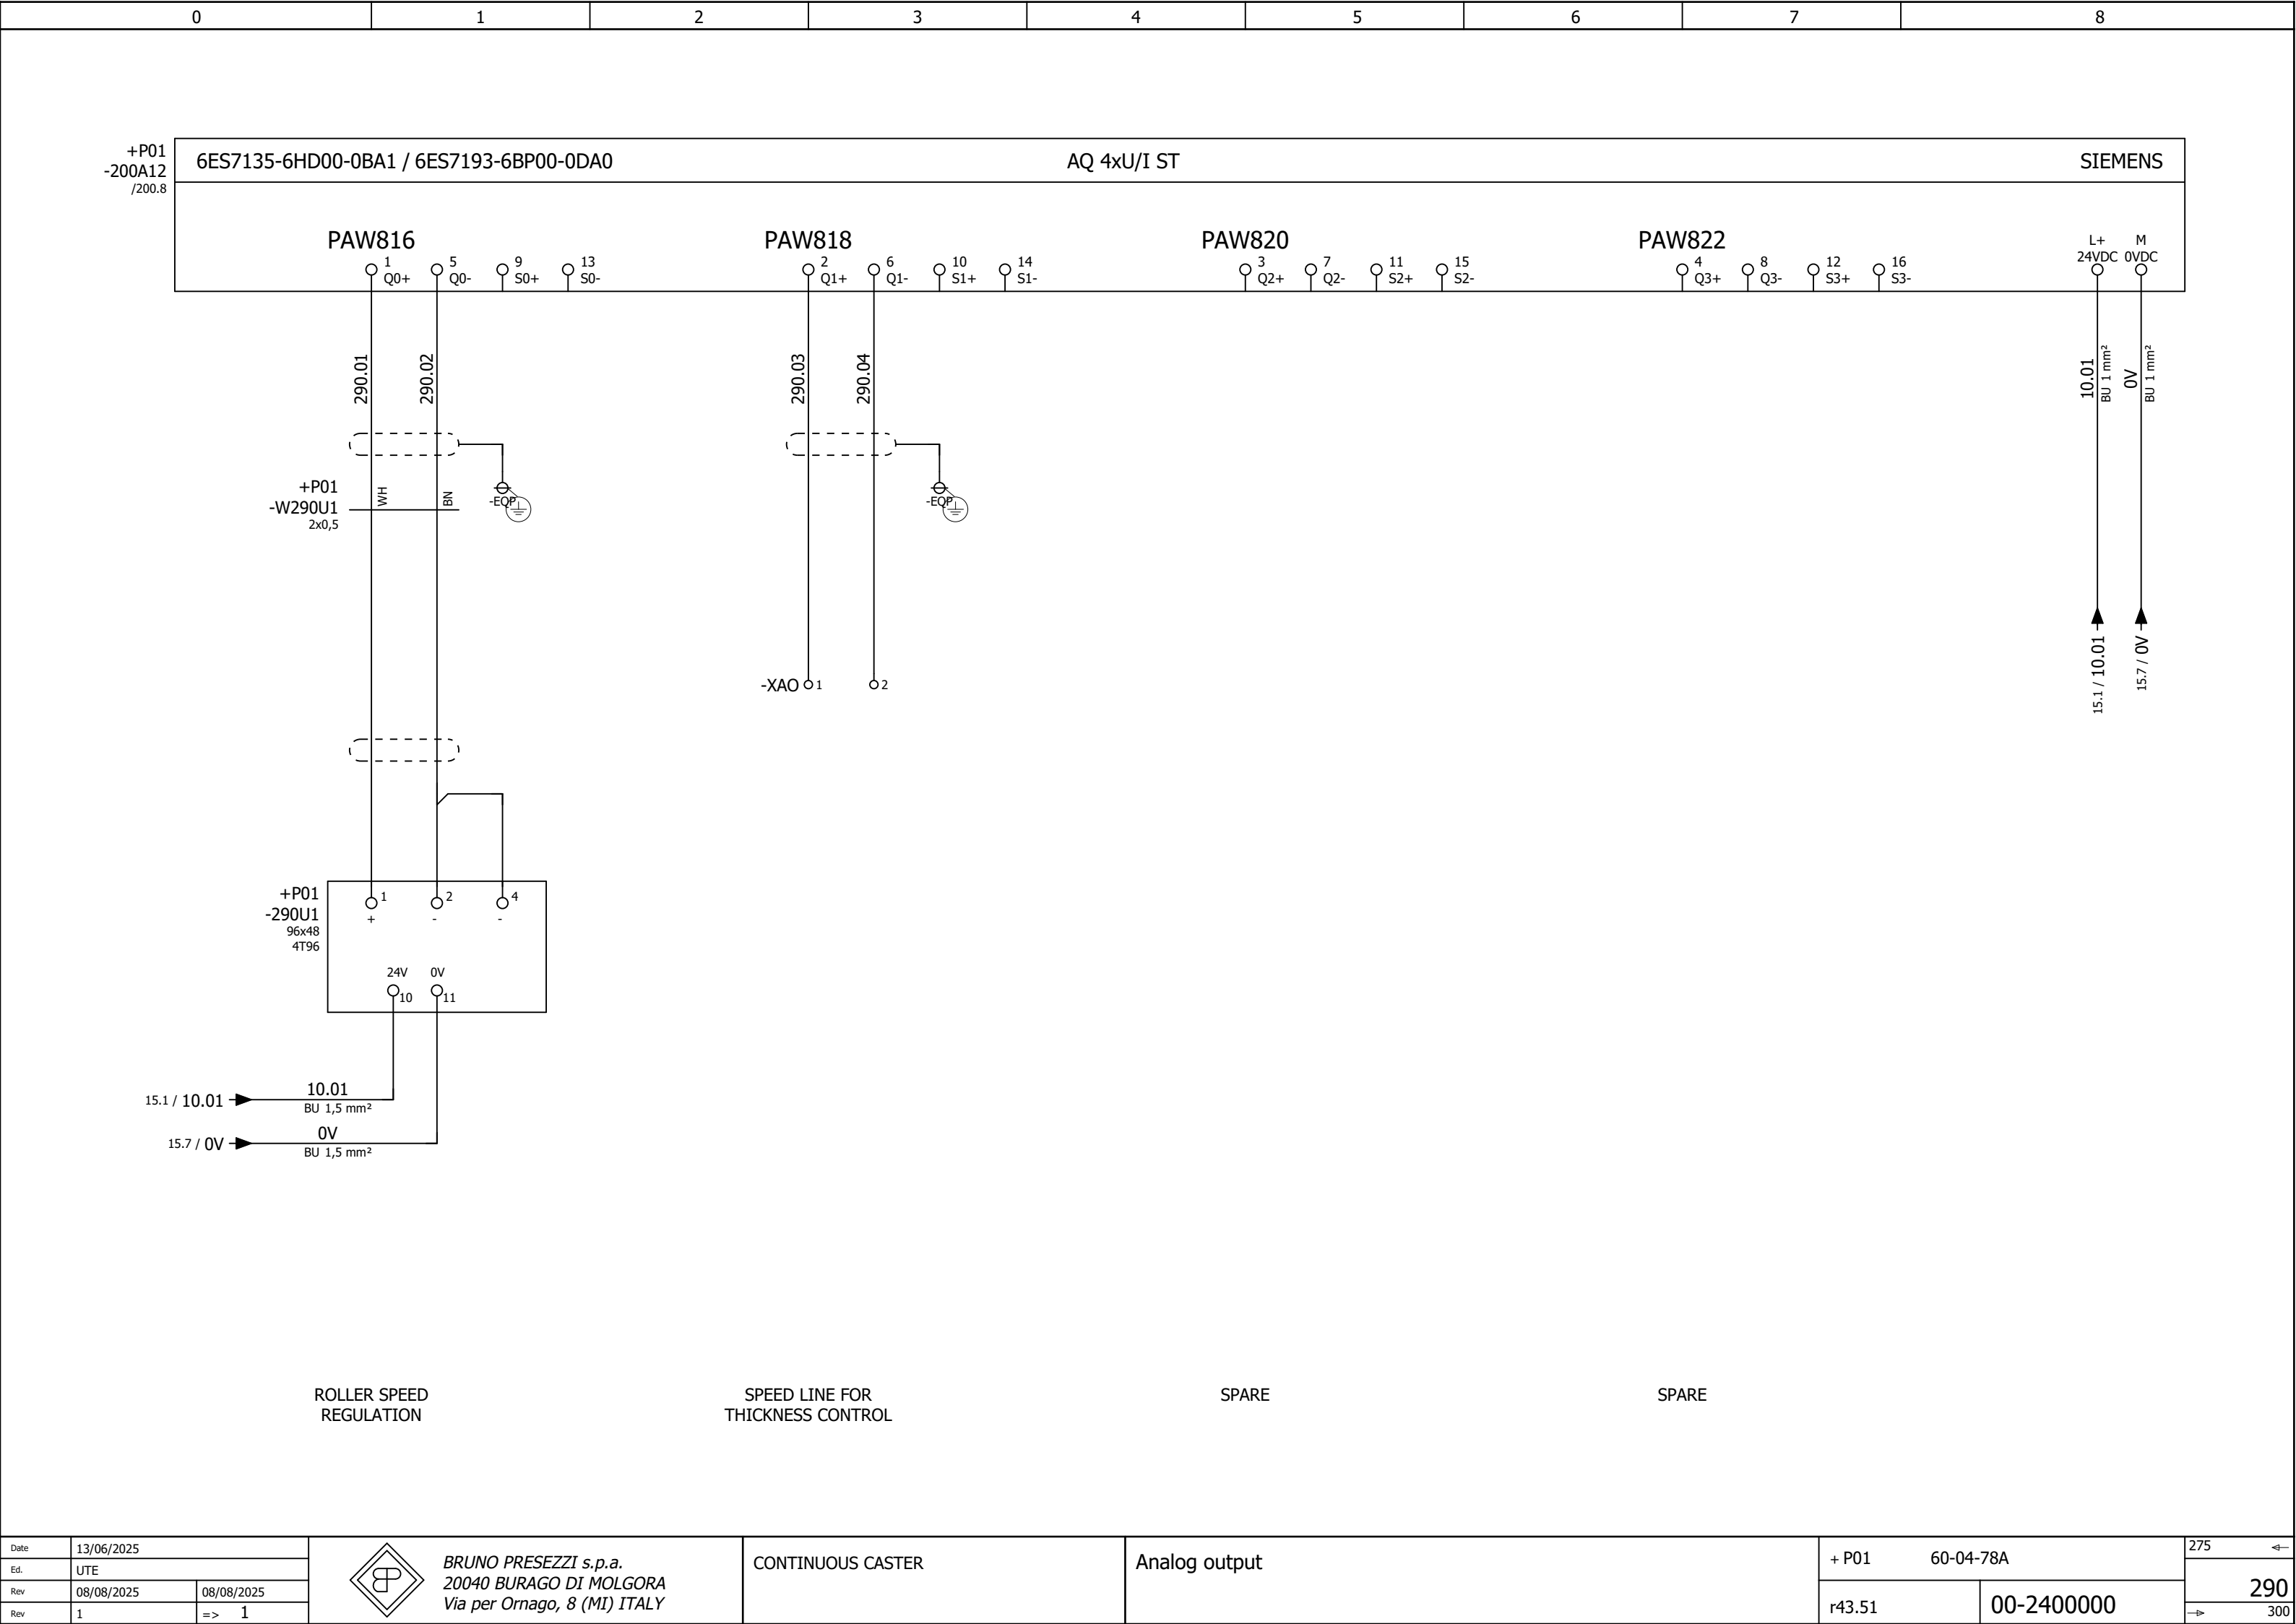 0 1 2 3 4 5 6 7 8
+P01
-200A12
/200.8
6ES7135-6HD00-0BA1 / 6ES7193-6BP00-0DA0 AQ 4xU/I ST SIEMENS
PAW816 PAW818 PAW820 PAW822
L+ M
24VDC 0VDC
1 5 9 13 2 6 10 14 3 7 11 15 4 8 12 16
Q0+ Q0- S0+ S0- Q1+ Q1- S1+ S1- Q2+ Q2- S2+ S2- Q3+ Q3- S3+ S3-
290.01
290.02
290.03
290.04
10.01
BU 1 mm²
0V
BU 1 mm²
+P01
-W290U1
2x0,5
WH
BN
-EQP
-EQP
-XAO 1 2
15.1 / 10.01
15.7 / 0V
+P01
-290U1
96x48
4T96
1 2 4
+ - -
24V 0V
10 11
15.1 / 10.01
10.01
BU 1,5 mm²
15.7 / 0V
0V
BU 1,5 mm²
ROLLER SPEED
REGULATION
SPEED LINE FOR
THICKNESS CONTROL
SPARE
SPARE
Date 13/06/2025
Ed. UTE
Rev 08/08/2025 08/08/2025
Rev 1 => 1
BP
BRUNO PRESEZZI s.p.a.
20040 BURAGO DI MOLGORA
Via per Ornago, 8 (MI) ITALY
CONTINUOUS CASTER
Analog output
+ P01 60-04-78A
r43.51 00-2400000
275
290
300